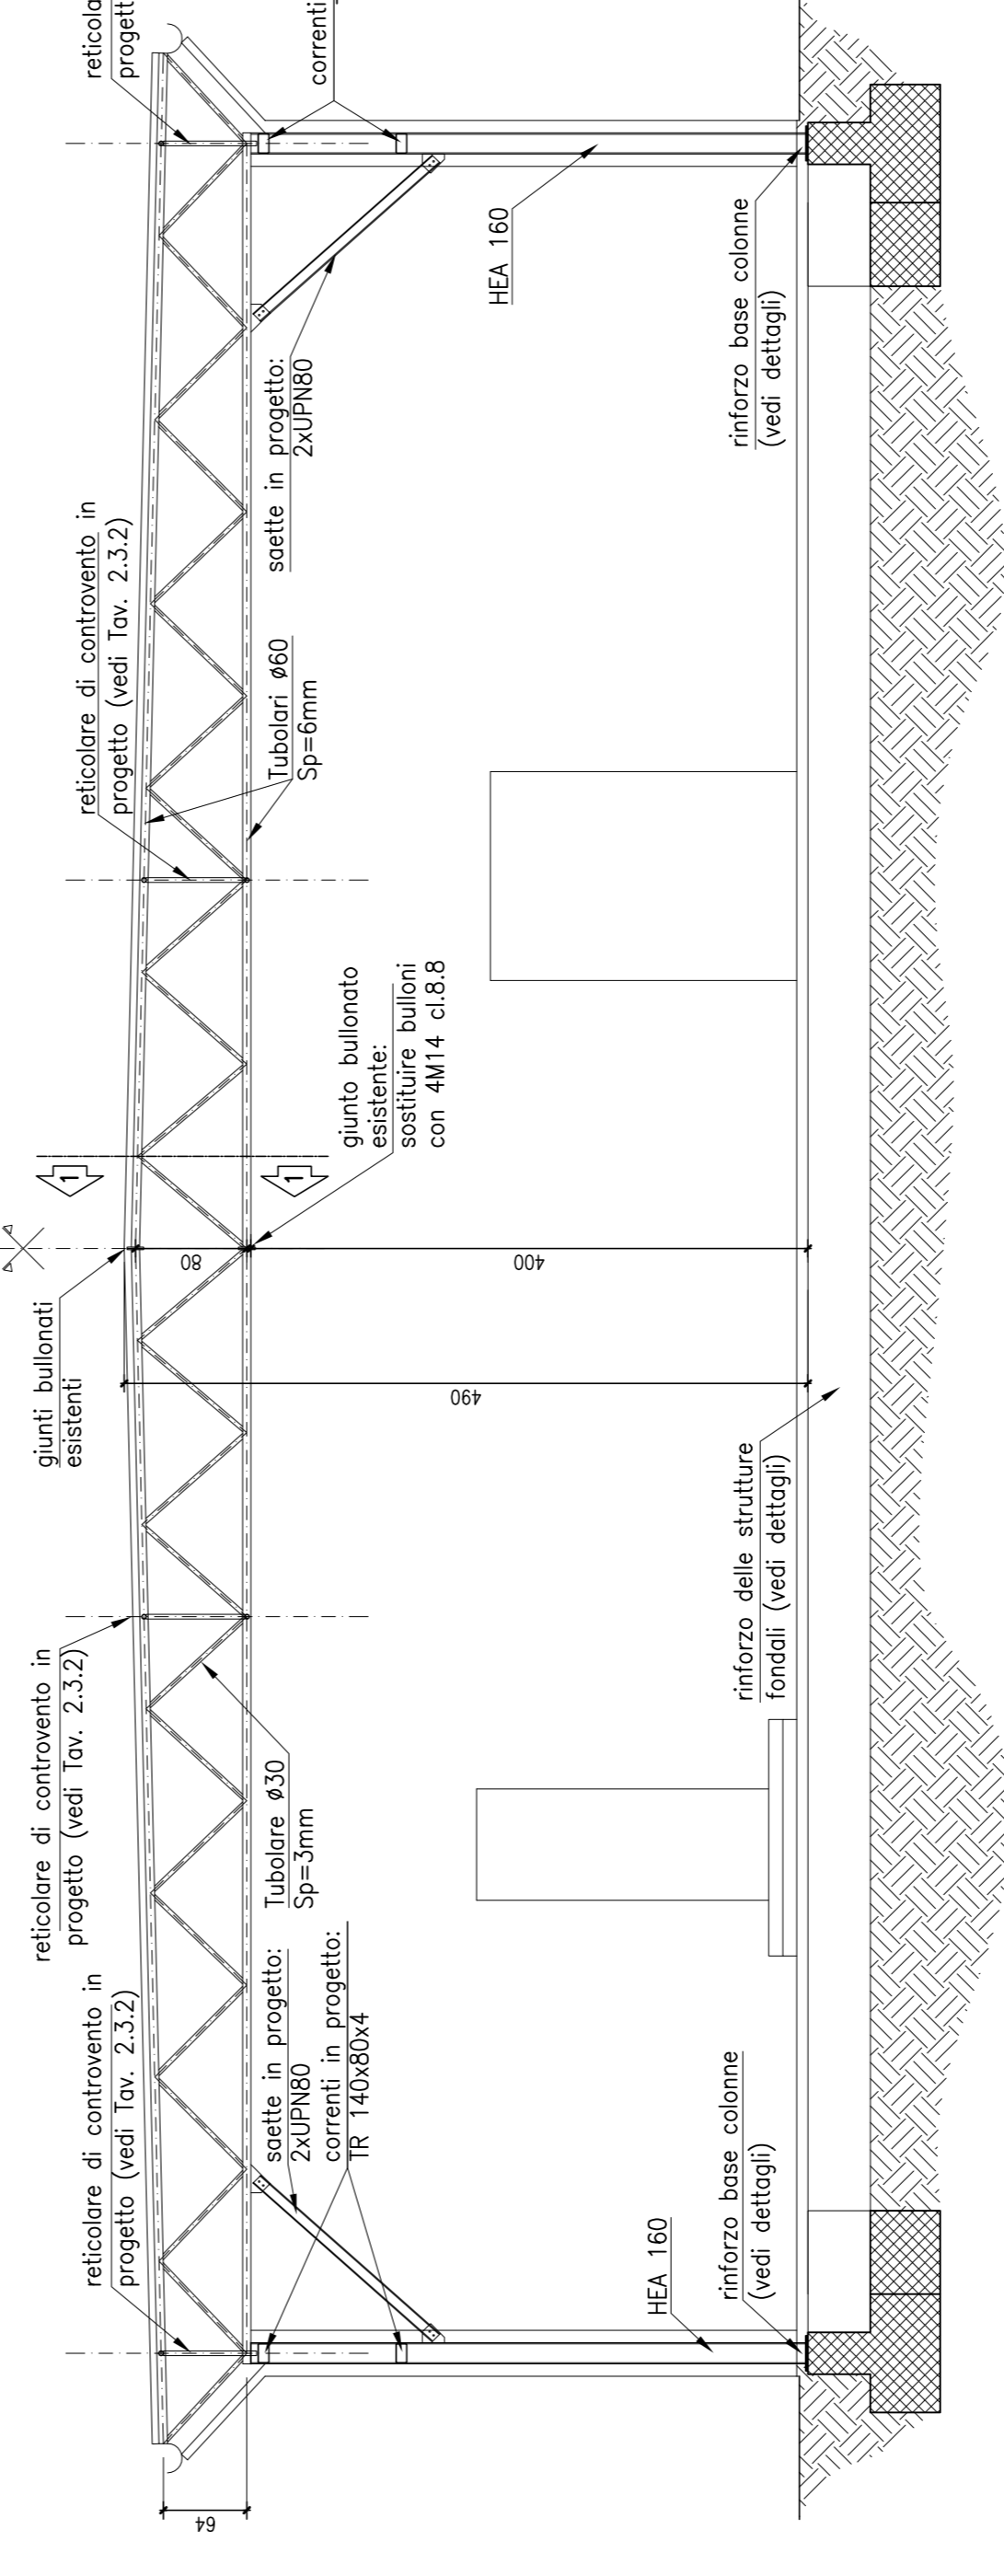 reticolare di controvento in
progetto (vedi Tav. 2.3.2)
reticolare di controvento in
progetto (vedi Tav. 2.3.2)
giunti bullonati
esistenti
reticolare di controvento in
progetto (vedi Tav. 2.3.2)
reticola
progett
64
saette in progetto:
2xUPN80
correnti in progetto:
TR 140x80x4
Tubolare ø30
Sp=3mm
80
400
490
1
1
giunto bullonato
esistente:
sostituire bulloni
con 4M14 cl.8.8
Tubolari ø60
Sp=6mm
saette in progetto:
2xUPN80
correnti
HEA 160
rinforzo base colonne
(vedi dettagli)
rinforzo delle strutture
fondali (vedi dettagli)
HEA 160
rinforzo base colonne
(vedi dettagli)